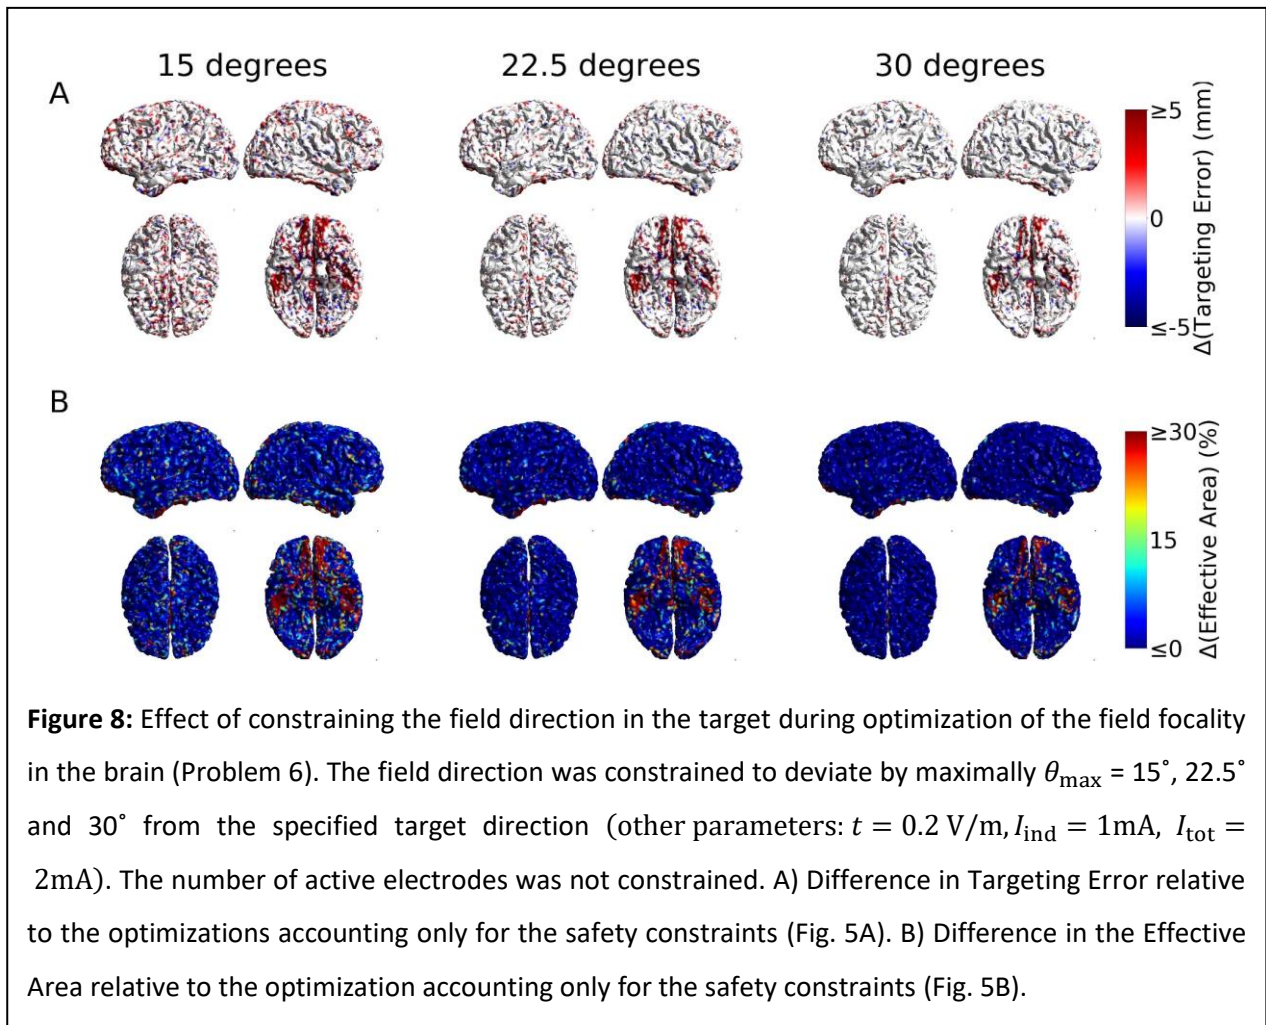 15 degrees
22.5 degrees
30 degrees
A
≥5
0
≤-5
Δ(Targeting Error) (mm)
B
≥30
15
≤0
Δ(Effective Area) (%)
Figure 8: Effect of constraining the field direction in the target during optimization of the field focality
in the brain (Problem 6). The field direction was constrained to deviate by maximally θmax = 15˚, 22.5˚
and 30˚ from the specified target direction (other parameters: t = 0.2 V/m, Iind = 1mA, Itot =
2mA). The number of active electrodes was not constrained. A) Difference in Targeting Error relative
to the optimizations accounting only for the safety constraints (Fig. 5A). B) Difference in the Effective
Area relative to the optimization accounting only for the safety constraints (Fig. 5B).